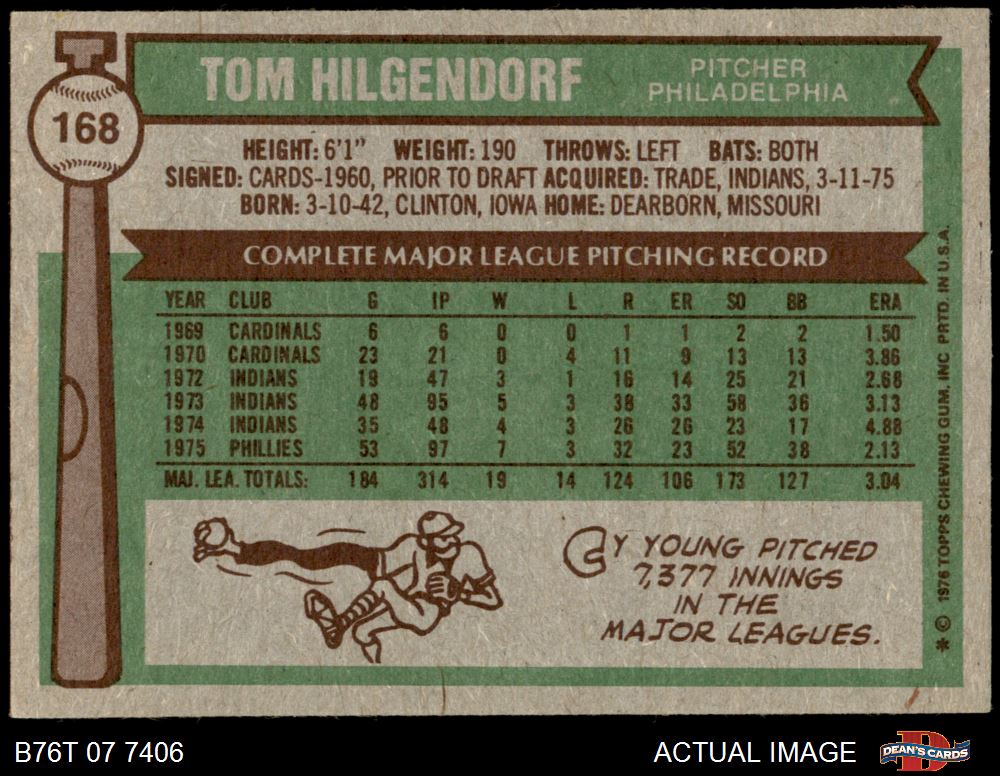 168
TOM HILGENDORF
PITCHER
PHILADELPHIA
HEIGHT: 6'1" WEIGHT: 190 THROWS: LEFT BATS: BOTH
SIGNED: CARDS-1960, PRIOR TO DRAFT ACQUIRED: TRADE, INDIANS, 3-11-75
BORN: 3-10-42, CLINTON, IOWA HOME: DEARBORN, MISSOURI
COMPLETE MAJOR LEAGUE PITCHING RECORD
YEAR CLUB G IP W L R ER SO BB ERA
1969 CARDINALS 6 6 0 0 1 1 2 2 1.50
1970 CARDINALS 23 21 0 4 11 9 13 13 3.86
1972 INDIANS 19 47 3 1 16 14 25 21 2.68
1973 INDIANS 48 95 5 3 38 33 58 36 3.13
1974 INDIANS 35 48 4 3 26 26 23 17 4.88
1975 PHILLIES 53 97 7 3 32 23 52 38 2.13
MAJ. LEA. TOTALS: 184 314 19 14 124 106 173 127 3.04
CY YOUNG PITCHED
7,377 INNINGS
IN THE
MAJOR LEAGUES.
* © 1976 TOPPS CHEWING GUM, INC PRTD. IN U.S.A.
B76T 07 7406
ACTUAL IMAGE
D
DEAN'S CARDS